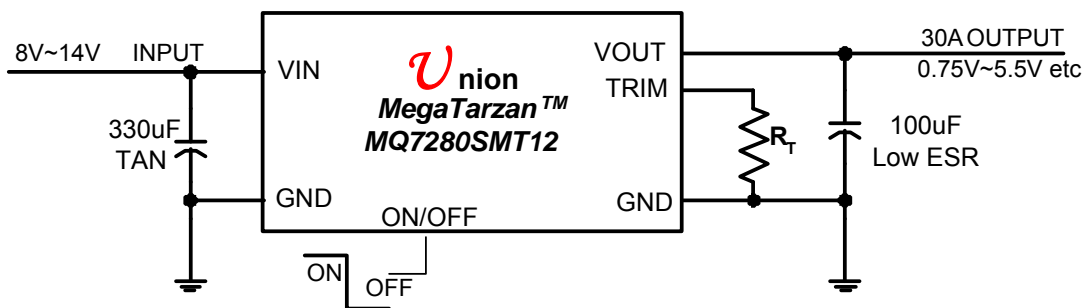 8V~14V INPUT
330uF
TAN
VIN
GND
Union
MegaTarzan™
MQ7280SMT12
ON/OFF
ON
OFF
VOUT
TRIM
GND
RT
100uF
Low ESR
30A OUTPUT
0.75V~5.5V etc